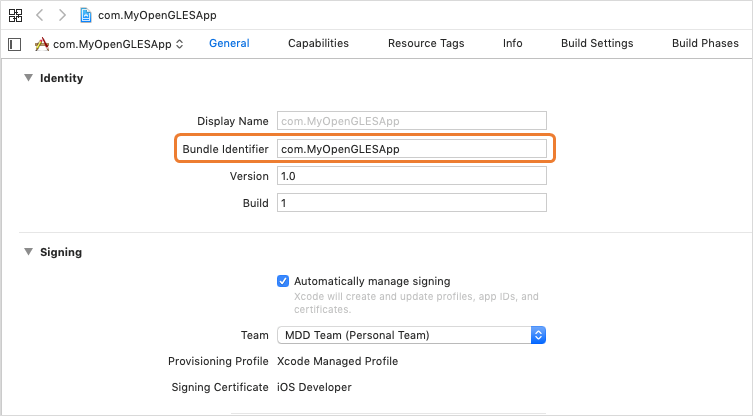 com.MyOpenGLESApp
com.MyOpenGLESApp General Capabilities Resource Tags Info Build Settings Build Phases
Identity
Display Name com.MyOpenGLESApp
Bundle Identifier com.MyOpenGLESApp
Version 1.0
Build 1
Signing
Automatically manage signing
Xcode will create and update profiles, app IDs, and
certificates.
Team MDD Team (Personal Team)
Provisioning Profile Xcode Managed Profile
Signing Certificate iOS Developer